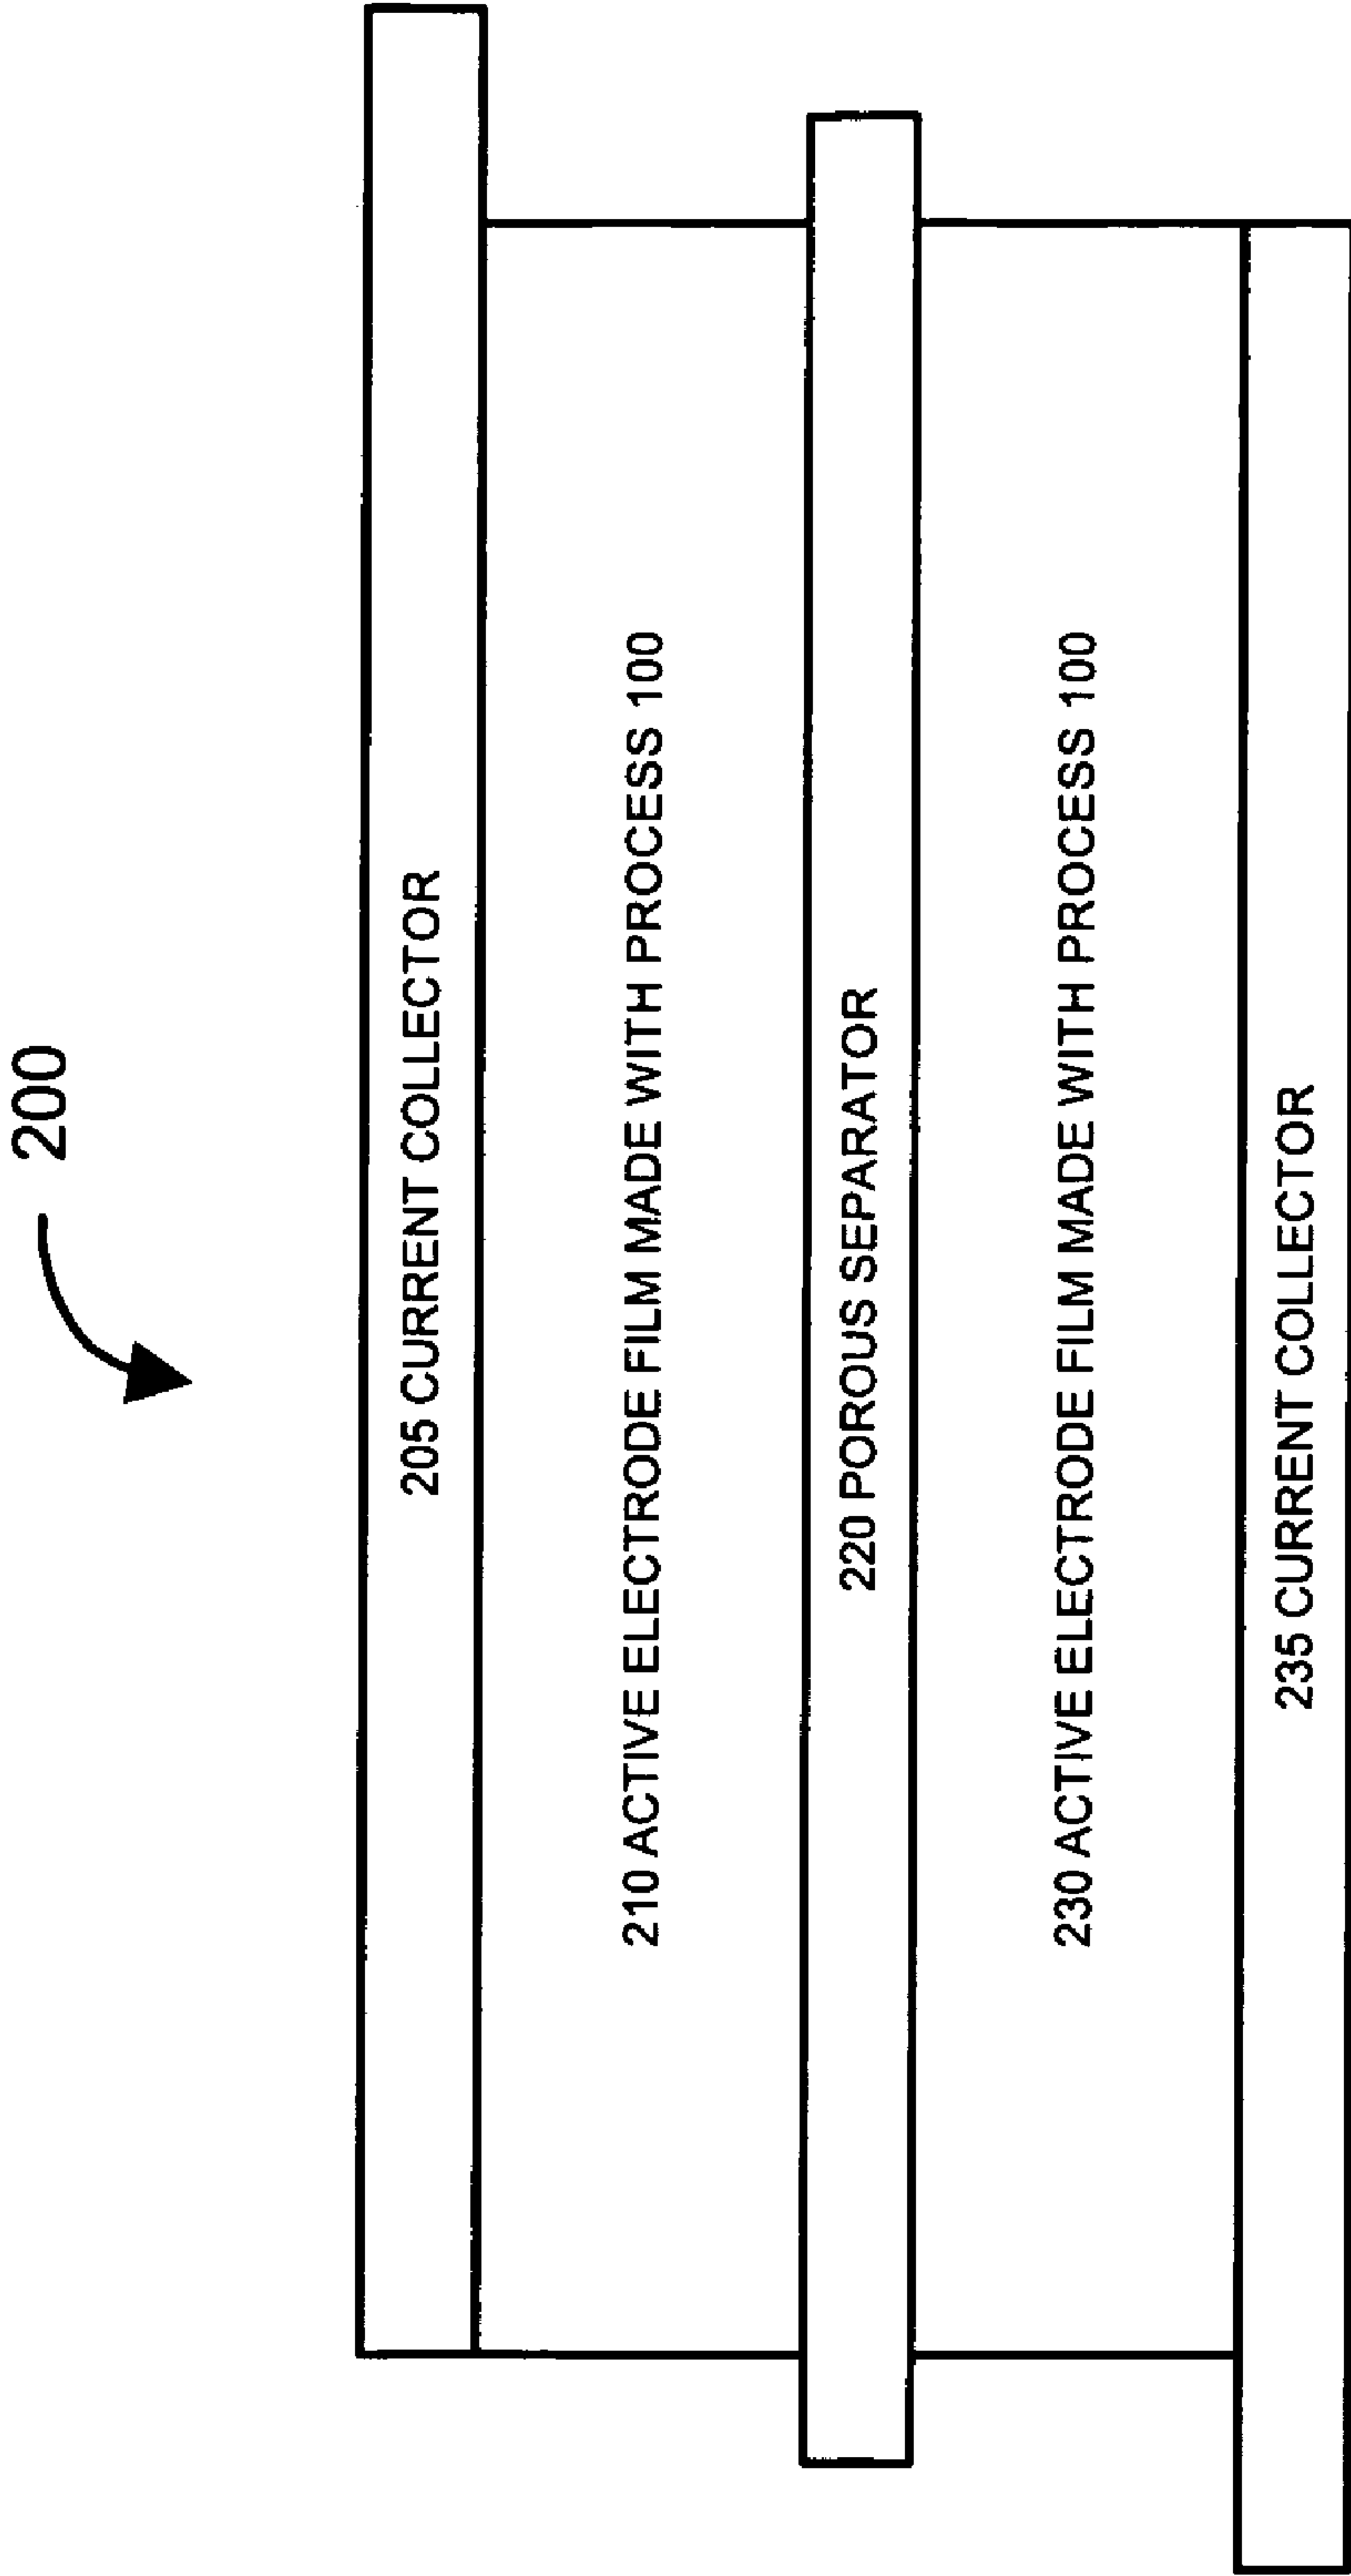 200
205 CURRENT COLLECTOR
210 ACTIVE ELECTRODE FILM MADE WITH PROCESS 100
220 POROUS SEPARATOR
230 ACTIVE ELECTRODE FILM MADE WITH PROCESS 100
235 CURRENT COLLECTOR